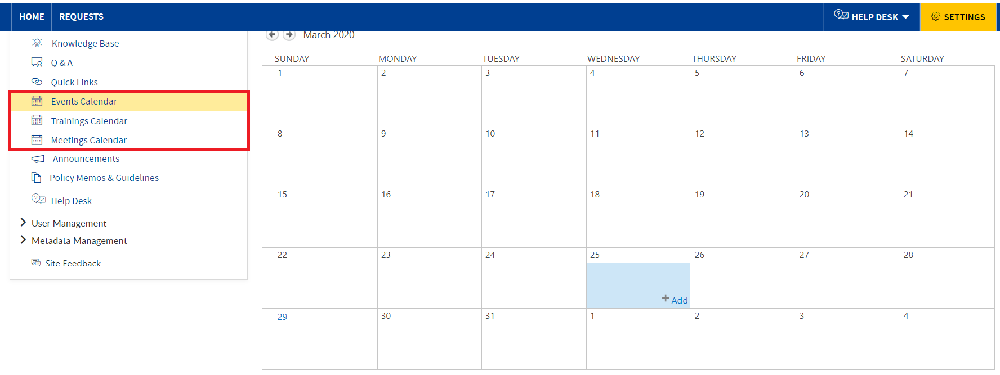 HOME REQUESTS HELP DESK SETTINGS
Knowledge Base
Q & A
Quick Links
Events Calendar
Trainings Calendar
Meetings Calendar
Announcements
Policy Memos & Guidelines
Help Desk
User Management
Metadata Management
Site Feedback
March 2020
SUNDAY MONDAY TUESDAY WEDNESDAY THURSDAY FRIDAY SATURDAY
1 2 3 4 5 6 7
8 9 10 11 12 13 14
15 16 17 18 19 20 21
22 23 24 25 26 27 28
+ Add
29 30 31 1 2 3 4